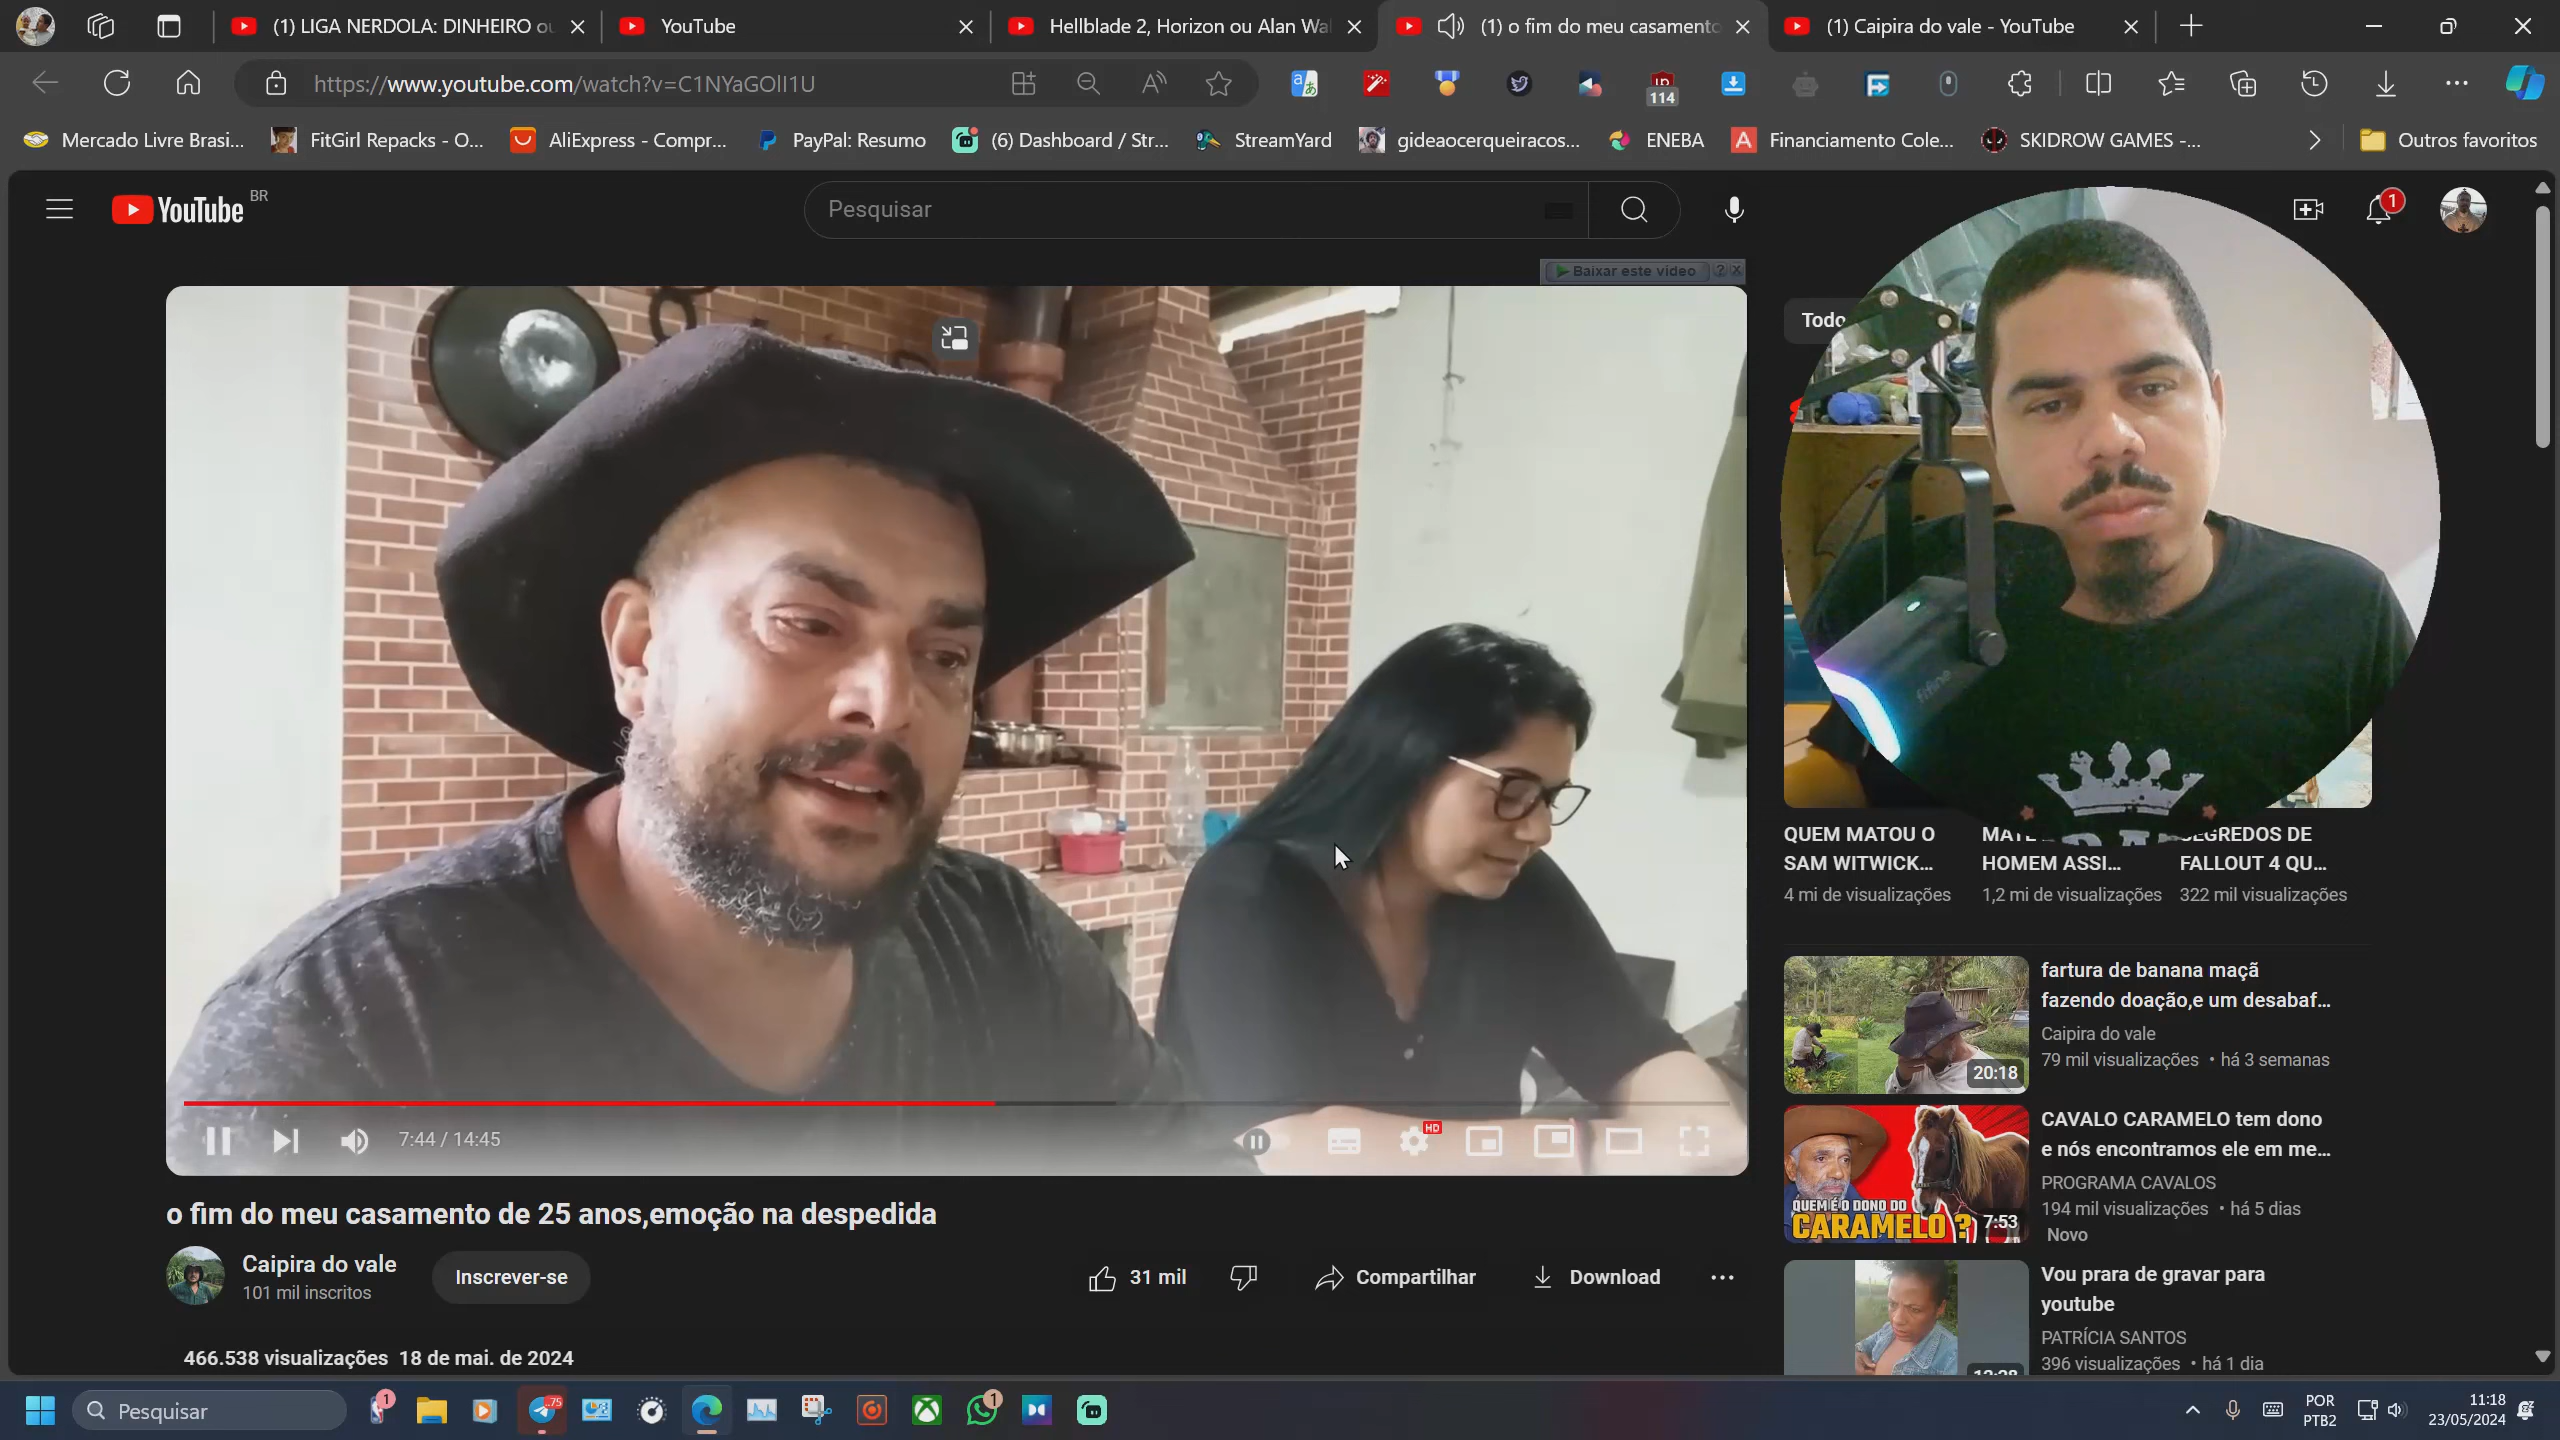 (1) LIGA NERDOLA: DINHEIRO ou
YouTube
Hellblade 2, Horizon ou Alan Wal
(1) o fim do meu casamento
(1) Caipira do vale - YouTube
https://www.youtube.com/watch?v=C1NYaGOlI1U
114
Mercado Livre Brasi...
FitGirl Repacks - O...
AliExpress - Compr...
PayPal: Resumo
(6) Dashboard / Str...
StreamYard
gideaocerqueiracos...
ENEBA
Financiamento Cole...
SKIDROW GAMES -...
Outros favoritos
YouTube BR
Pesquisar
1
Baixar este vídeo ? X
Todo
fifine
7:44 / 14:45
HD
o fim do meu casamento de 25 anos,emoção na despedida
Caipira do vale
101 mil inscritos
Inscrever-se
31 mil
Compartilhar
Download
466.538 visualizações 18 de mai. de 2024
QUEM MATOU O
SAM WITWICK...
4 mi de visualizações
HOMEM ASSI...
1,2 mi de visualizações
SEGREDOS DE
FALLOUT 4 QU...
322 mil visualizações
fartura de banana maçã
fazendo doação,e um desabaf...
Caipira do vale
79 mil visualizações • há 3 semanas
20:18
CAVALO CARAMELO tem dono
e nós encontramos ele em me...
PROGRAMA CAVALOS
194 mil visualizações • há 5 dias
Novo
QUEM É O DONO DO
CARAMELO ?
7:53
Vou prara de gravar para
youtube
PATRÍCIA SANTOS
396 visualizações • há 1 dia
Pesquisar
1
75
1
POR
PTB2
11:18
23/05/2024